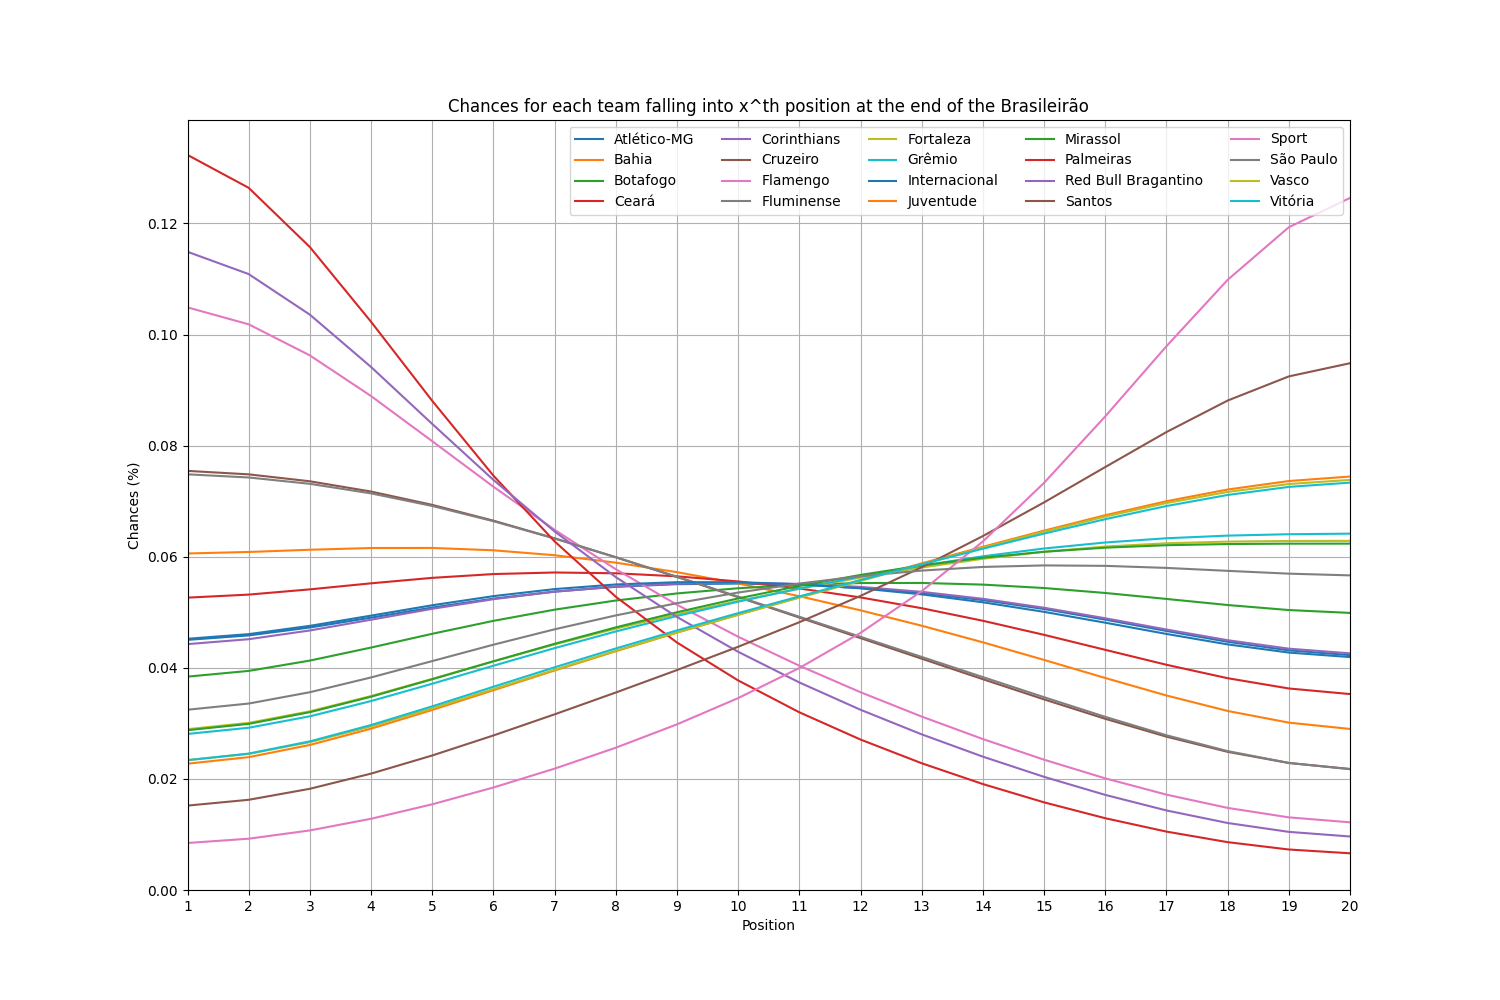 Chances for each team falling into x^th position at the end of the Brasileirão
Atlético-MG
Bahia
Botafogo
Ceará
Corinthians
Cruzeiro
Flamengo
Fluminense
Fortaleza
Grêmio
Internacional
Juventude
Mirassol
Palmeiras
Red Bull Bragantino
Santos
Sport
São Paulo
Vasco
Vitória
Chances (%)
0.12
0.10
0.08
0.06
0.04
0.02
0.00
1 2 3 4 5 6 7 8 9 10 11 12 13 14 15 16 17 18 19 20
Position